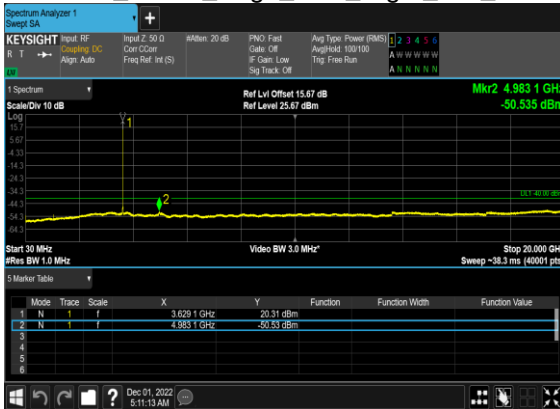 Spectrum Analyzer 1
Swept SA
+
KEYSIGHT
R T
Input: RF
Coupling: DC
Align: Auto
Input Z: 50 Ω
Corr CCorr
Freq Ref: Int (S)
#Atten: 20 dB
PNO: Fast
Gate: Off
IF Gain: Low
Sig Track: Off
Avg Type: Power (RMS)
Avg|Hold: 100/100
Trig: Free Run
1 2 3 4 5 6
A W W W W W
A N N N N N
1 Spectrum
Scale/Div 10 dB
Ref Lvl Offset 15.67 dB
Ref Level 25.67 dBm
Mkr2 4.983 1 GHz
-50.535 dBm
Log
15.7
5.67
-4.33
-14.3
-24.3
-34.3
-44.3
-54.3
-64.3
1
2
DL1 -40.00 dBm
Start 30 MHz
#Res BW 1.0 MHz
Video BW 3.0 MHz*
Stop 20.000 GHz
Sweep ~38.3 ms (40001 pts)
5 Marker Table
Mode Trace Scale X Y Function Function Width Function Value
1 N 1 f 3.629 1 GHz 20.31 dBm
2 N 1 f 4.983 1 GHz -50.53 dBm
3
4
5
6
?
Dec 01, 2022
5:11:13 AM